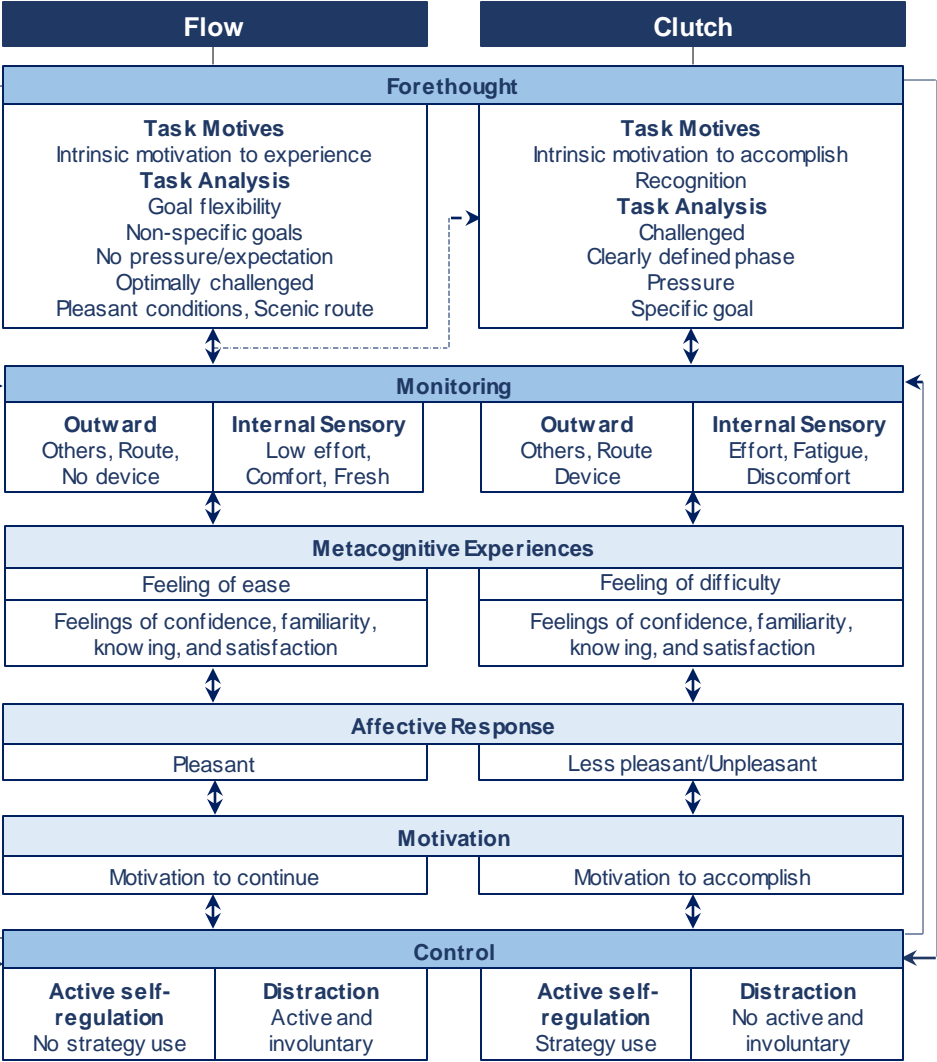 Flow
Clutch
Forethought
Task Motives
Intrinsic motivation to experience
Task Analysis
Goal flexibility
Non-specific goals
No pressure/expectation
Optimally challenged
Pleasant conditions, Scenic route
Task Motives
Intrinsic motivation to accomplish
Recognition
Task Analysis
Challenged
Clearly defined phase
Pressure
Specific goal
Monitoring
Outward
Others, Route,
No device
Internal Sensory
Low effort,
Comfort, Fresh
Outward
Others, Route
Device
Internal Sensory
Effort, Fatigue,
Discomfort
Metacognitive Experiences
Feeling of ease
Feeling of difficulty
Feelings of confidence, familiarity,
knowing, and satisfaction
Feelings of confidence, familiarity,
knowing, and satisfaction
Affective Response
Pleasant
Less pleasant/Unpleasant
Motivation
Motivation to continue
Motivation to accomplish
Control
Active self-
regulation
No strategy use
Distraction
Active and
involuntary
Active self-
regulation
Strategy use
Distraction
No active and
involuntary